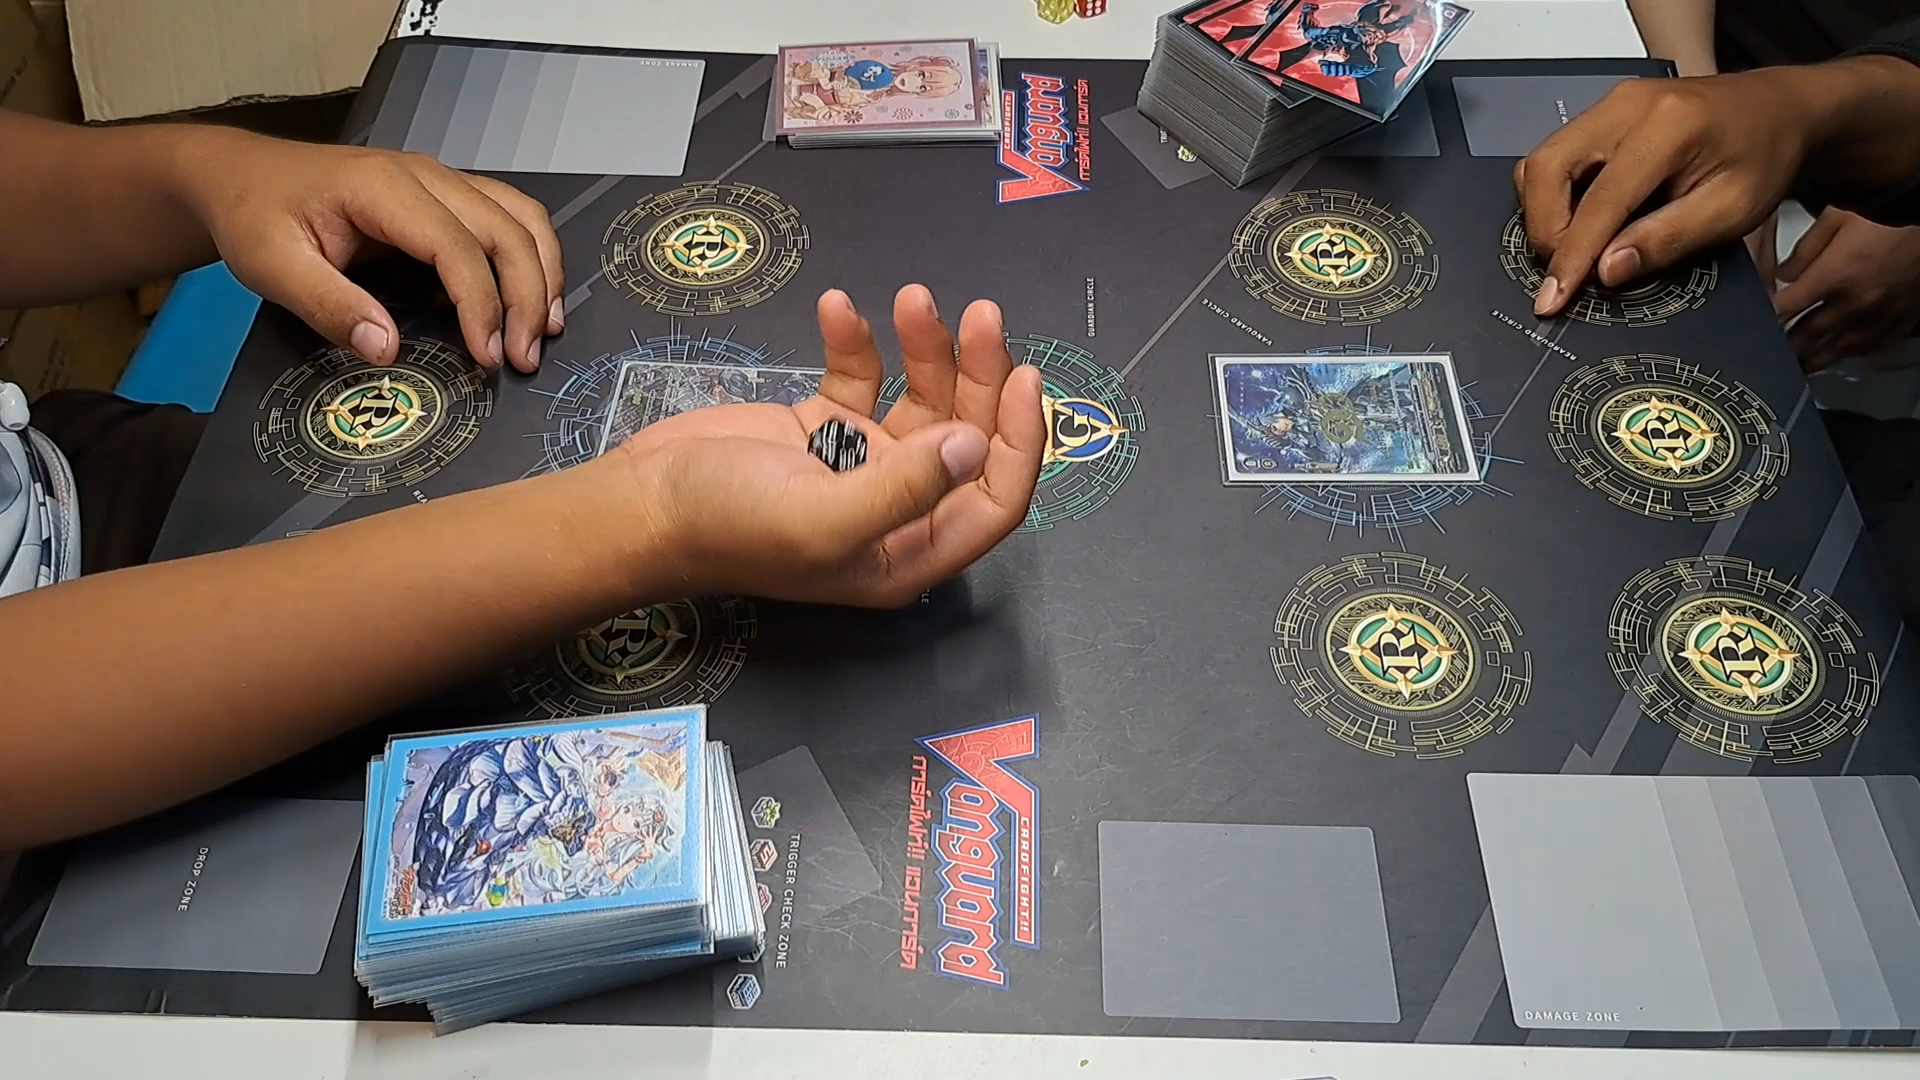 DAMAGE ZONE
CARDFIGHT!!
Vanguard
การ์ดไฟท์!! แวนการ์ด
R
R
R
GUARDIAN CIRCLE
VANGUARD CIRCLE
REARGUARD CIRCLE
R
G
R
R
R
R
DROP ZONE
TRIGGER CHECK ZONE
CARDFIGHT!!
Vanguard
การ์ดไฟท์!! แวนการ์ด
DAMAGE ZONE